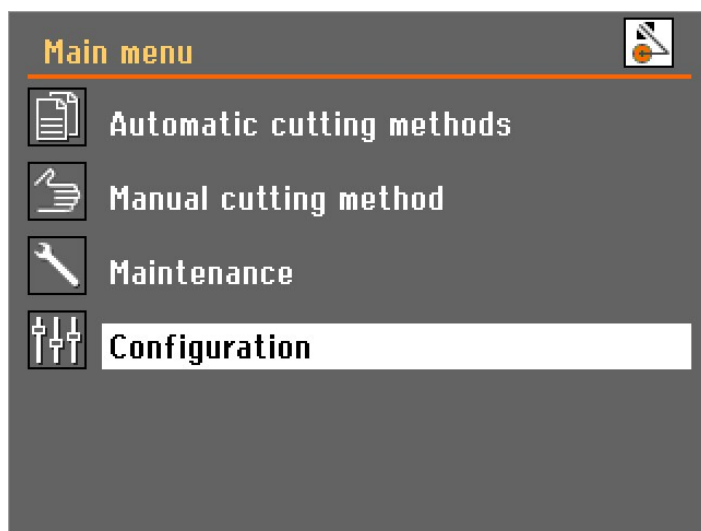 Main menu
Automatic cutting methods
Manual cutting method
Maintenance
Configuration